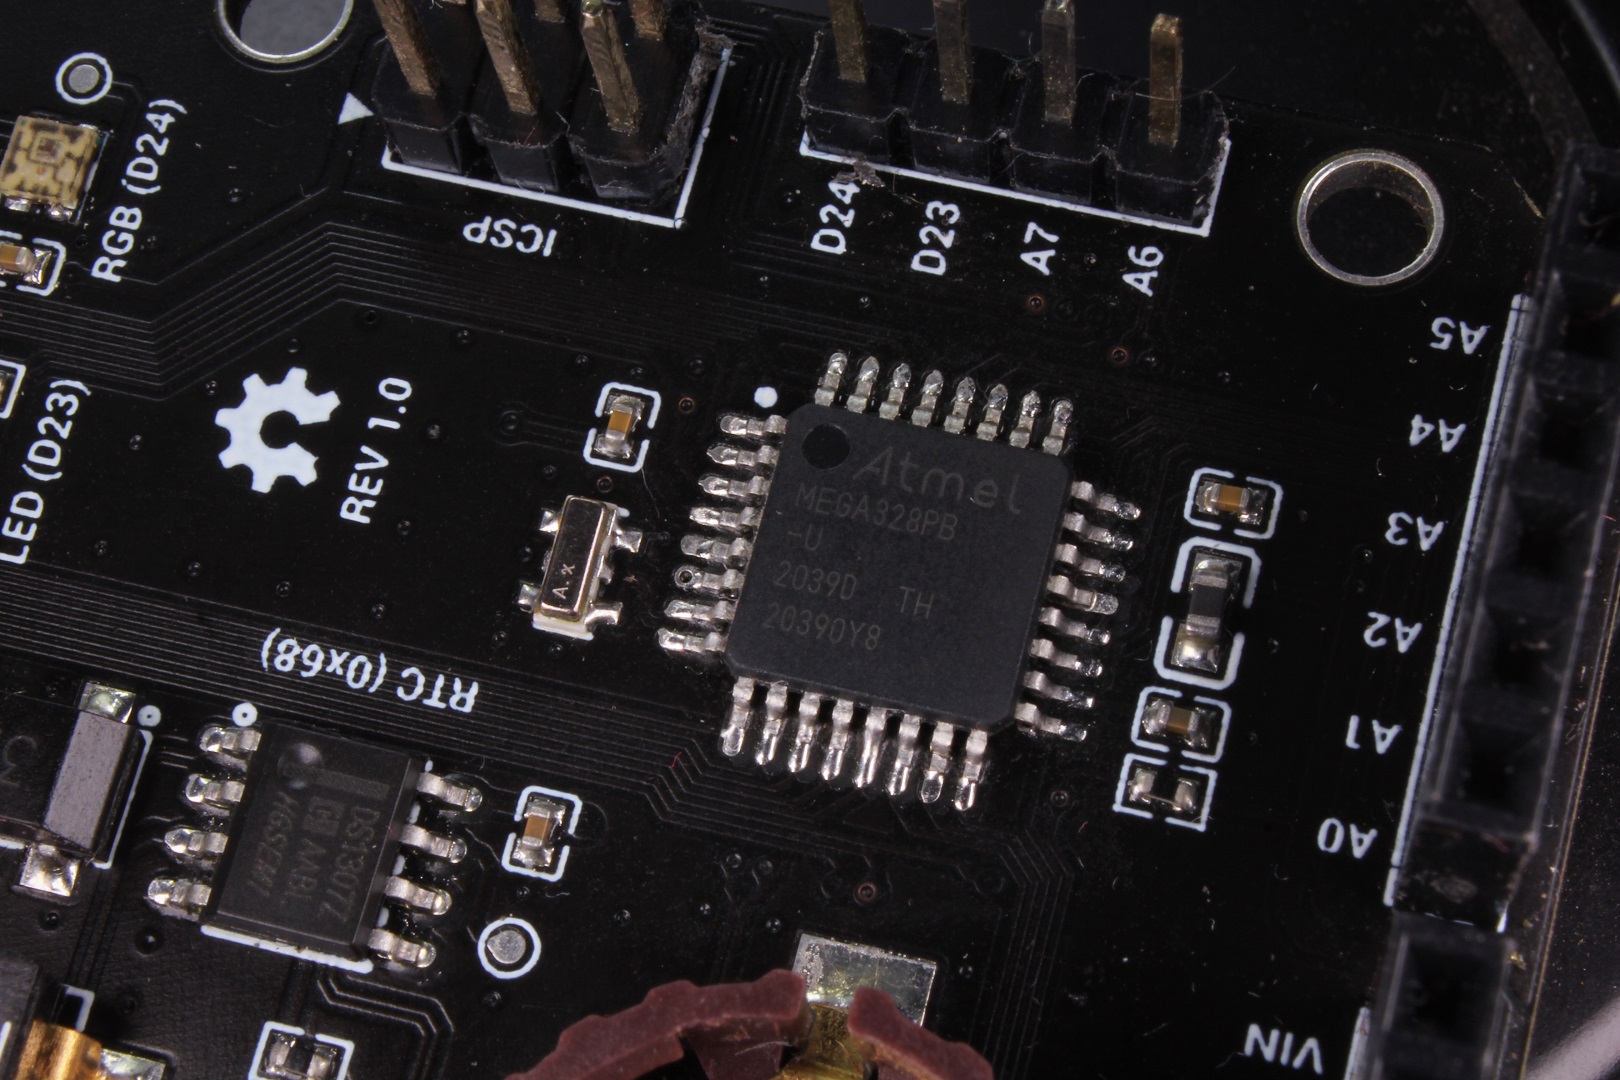 RGB (D24)
ICSP
D24
D23
A7
A6
A5
A4
A3
A2
A1
A0
VIN
LED (D23)
REV 1.0
RTC (0x68)
A.x
Atmel
MEGA328PB
-U
2039D TH
20390Y8
DS1307Z